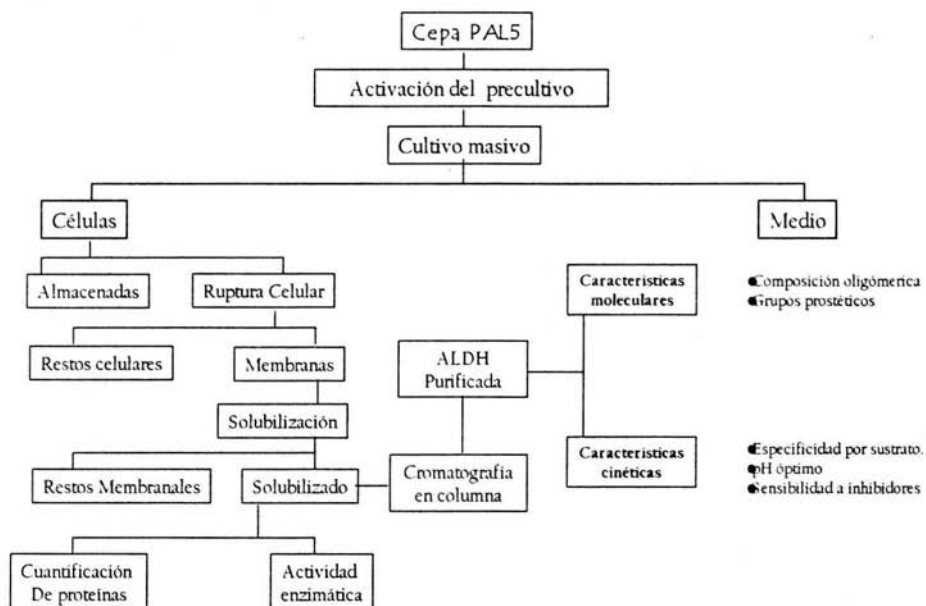 Cepa PAL5
Activación del precultivo
Cultivo masivo
Células
Medio
Almacenadas
Ruptura Celular
Características
moleculares
●Composición oligómerica
●Grupos prostéticos
Restos celulares
Membranas
ALDH
Purificada
Solubilización
Características
cinéticas
●Especificidad por sustrato.
●pH óptimo
●Sensibilidad a inhibidores
Restos Membranales
Solubilizado
Cromatografía
en columna
Cuantificación
De proteínas
Actividad
enzimática